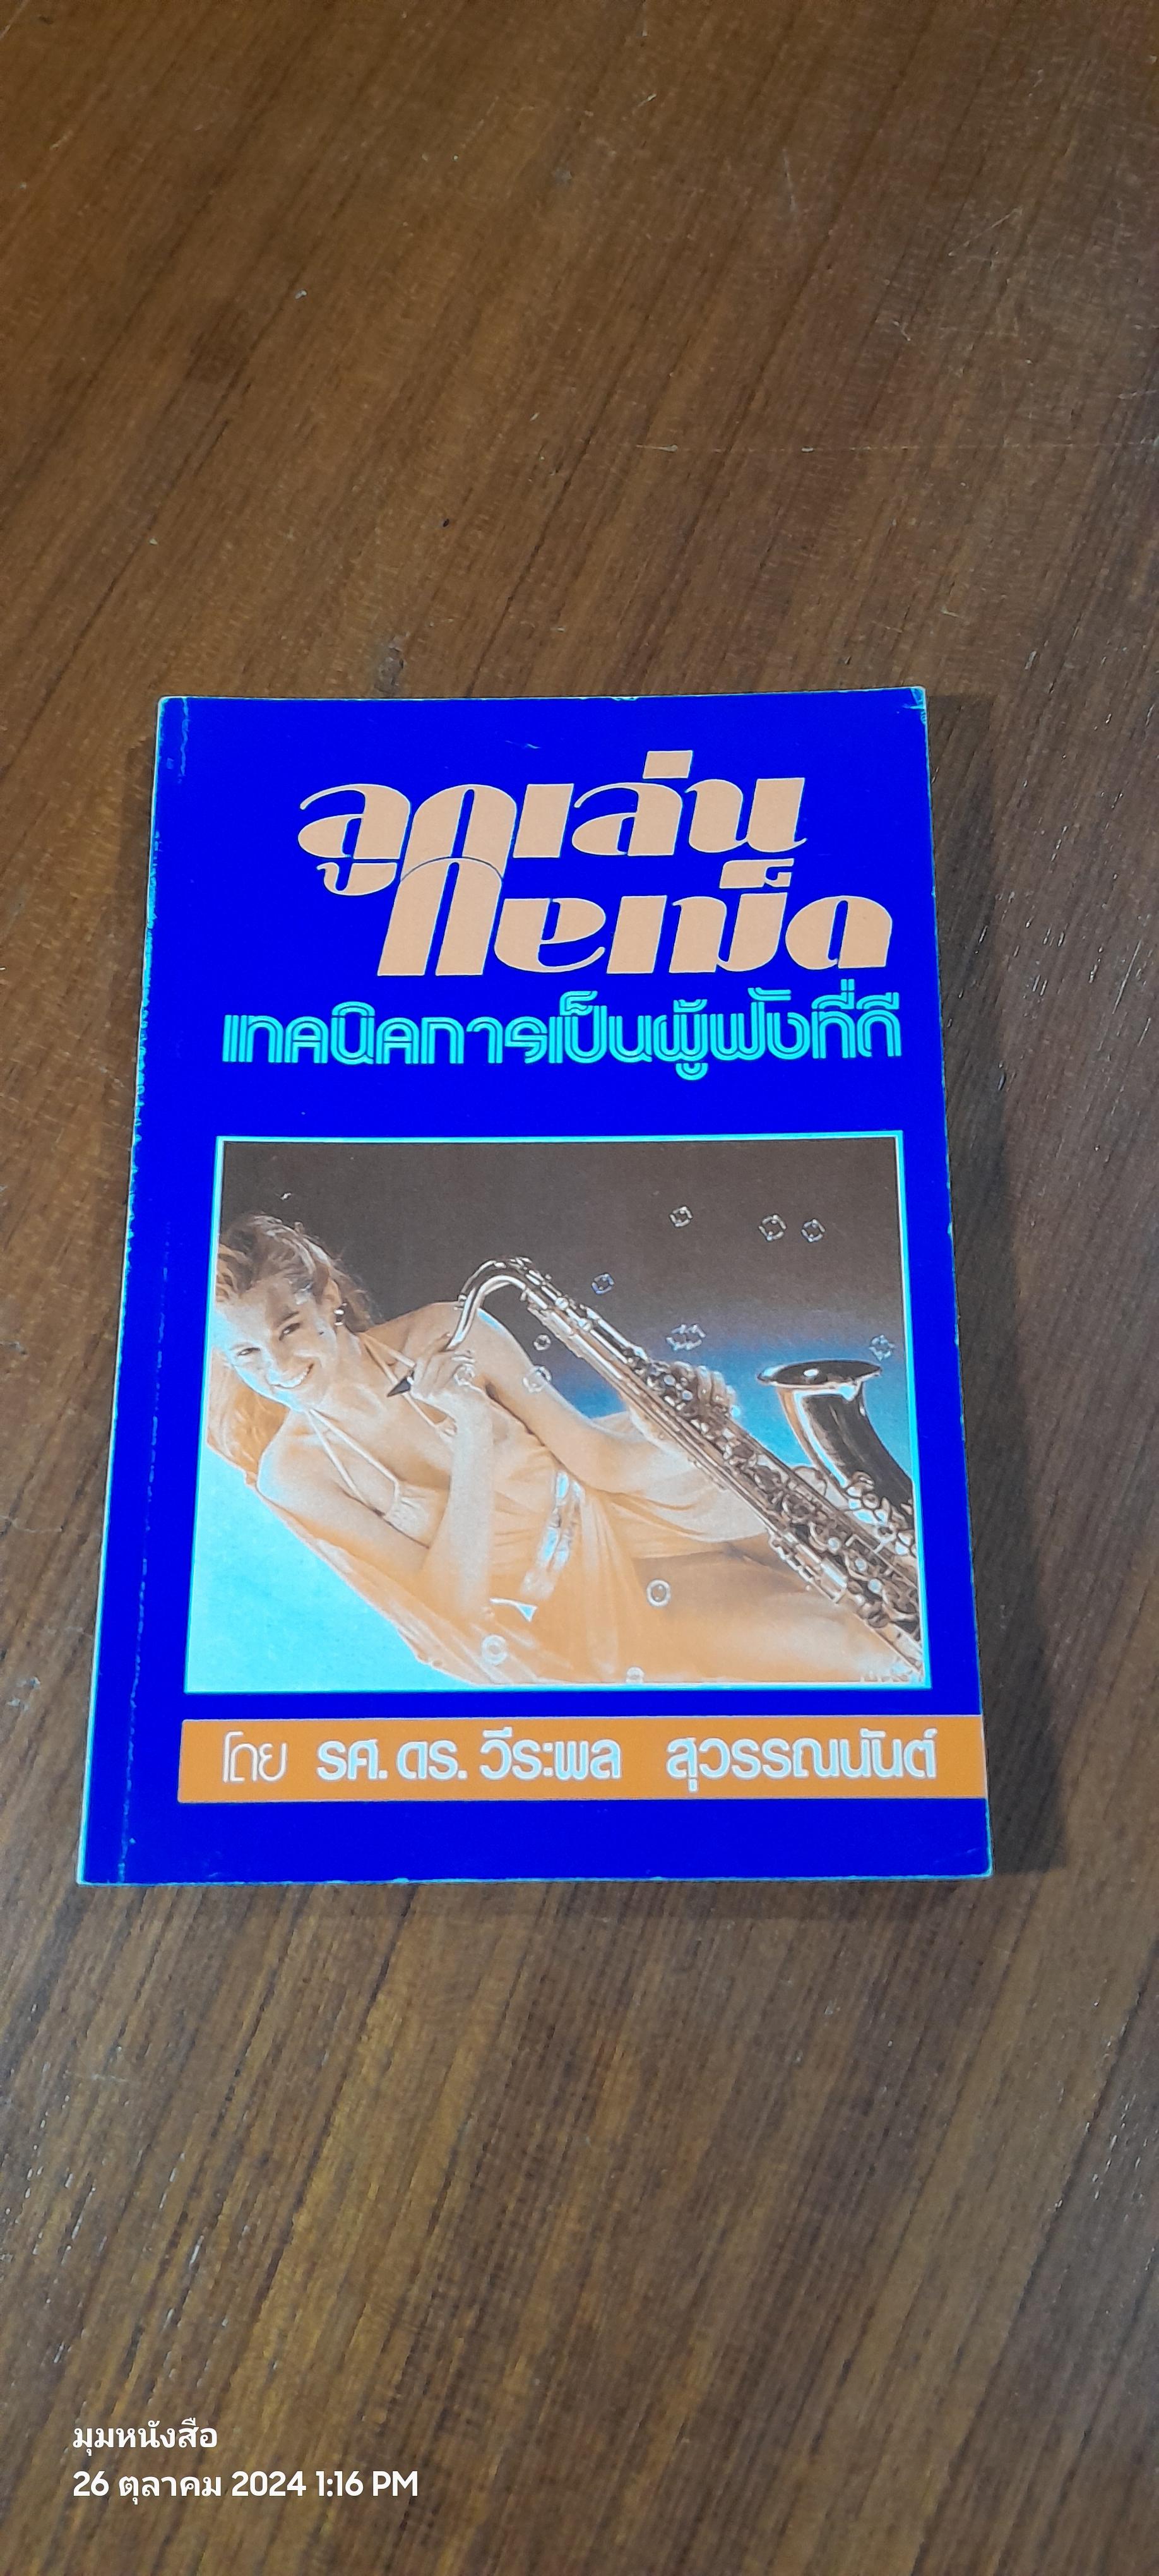 ลูกเล่น
กายเม็ด
เทคนิคการเป็นผู้ฟังที่ดี
โดย รศ. ดร. วีระพล สุวรรณนันต์
มุมหนังสือ
26 ตุลาคม 2024 1:16 PM